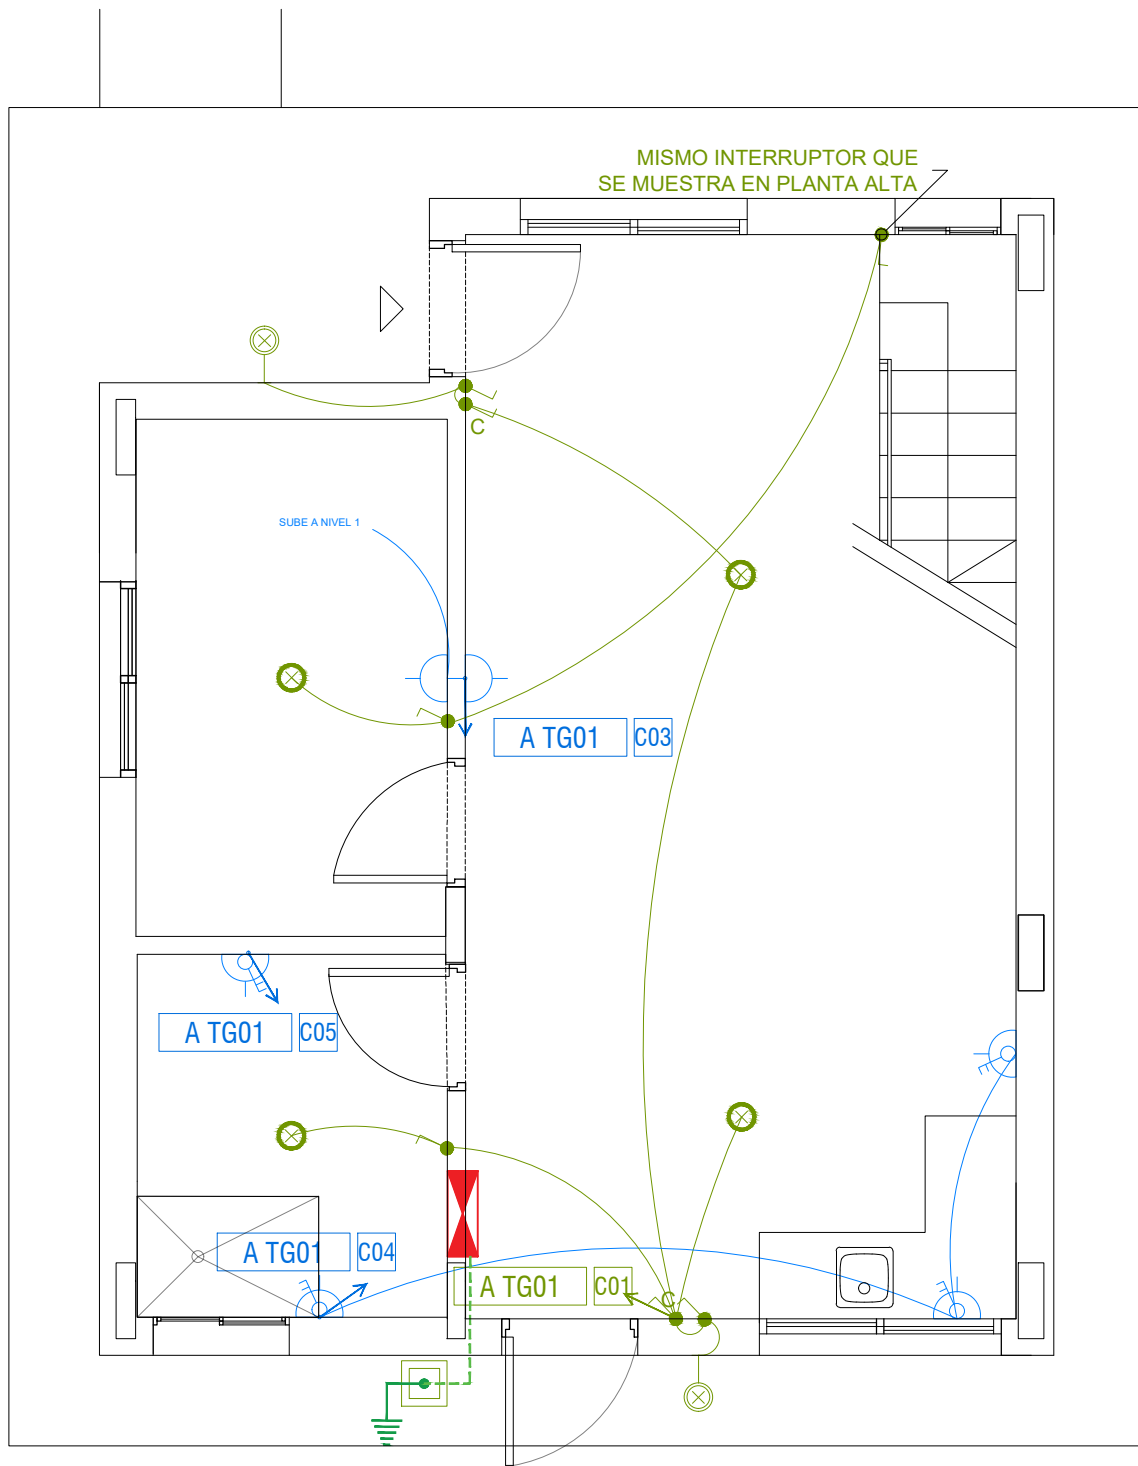 MISMO INTERRUPTOR QUE
SE MUESTRA EN PLANTA ALTA
C
SUBE A NIVEL 1
A TG01 C03
A TG01 C05
A TG01 C04
A TG01 C01
C